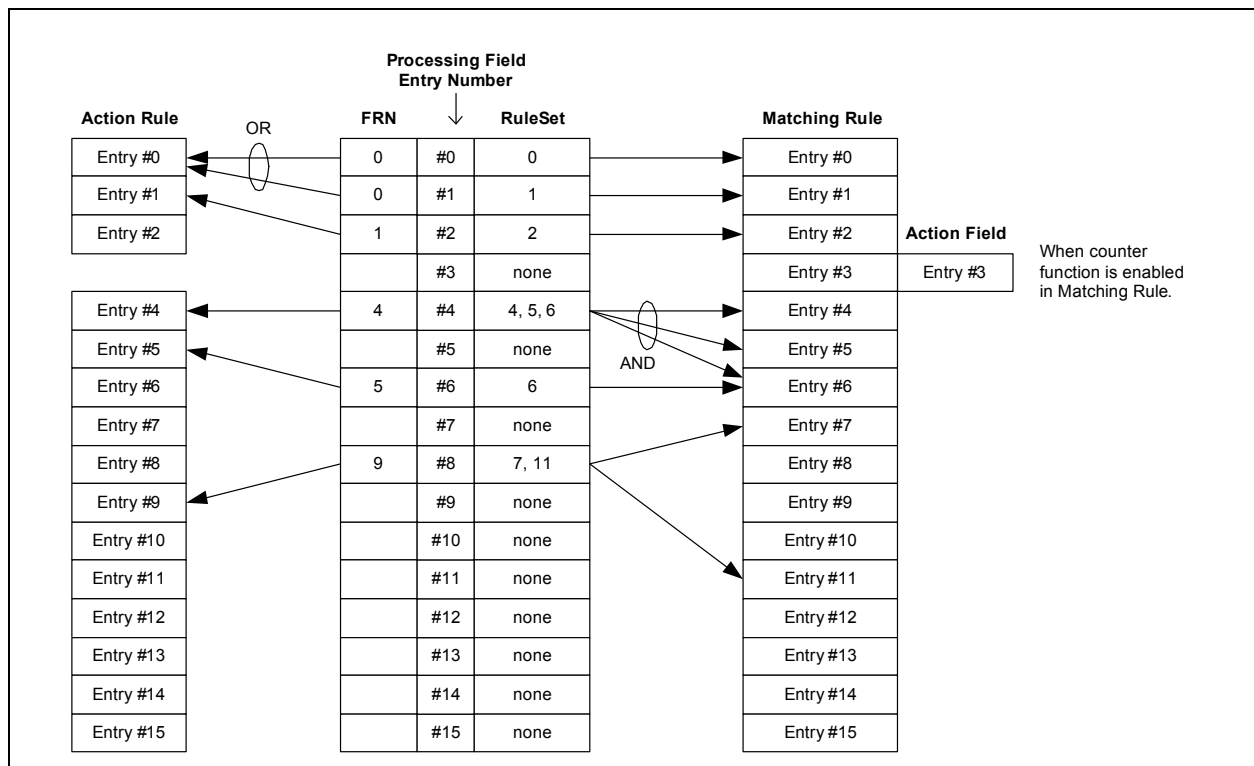 Processing Field
Entry Number
Action Rule
OR
FRN
RuleSet
Matching Rule
Entry #0 0 #0 0 Entry #0
Entry #1 0 #1 1 Entry #1
Entry #2 1 #2 2 Entry #2 Action Field
#3 none Entry #3 Entry #3
When counter
function is enabled
in Matching Rule.
Entry #4 4 #4 4, 5, 6 Entry #4
Entry #5 #5 none AND Entry #5
Entry #6 5 #6 6 Entry #6
Entry #7 #7 none Entry #7
Entry #8 9 #8 7, 11 Entry #8
Entry #9 #9 none Entry #9
Entry #10 #10 none Entry #10
Entry #11 #11 none Entry #11
Entry #12 #12 none Entry #12
Entry #13 #13 none Entry #13
Entry #14 #14 none Entry #14
Entry #15 #15 none Entry #15